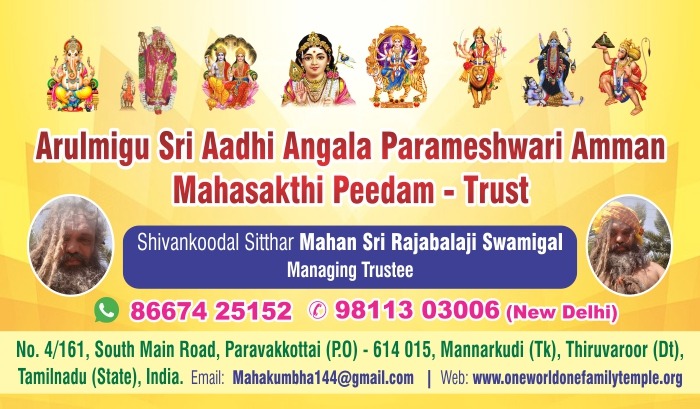 Arulmigu Sri Aadhi Angala Parameshwari Amman
Mahasakthi Peedam - Trust
Shivankoodal Sitthar Mahan Sri Rajabalaji Swamigal
Managing Trustee
86674 25152 98113 03006 (New Delhi)
No. 4/161, South Main Road, Paravakkottai (P.O) - 614 015, Mannarkudi (Tk), Thiruvaroor (Dt),
Tamilnadu (State), India. Email: Mahakumbha144@gmail.com | Web: www.oneworldonefamilytemple.org